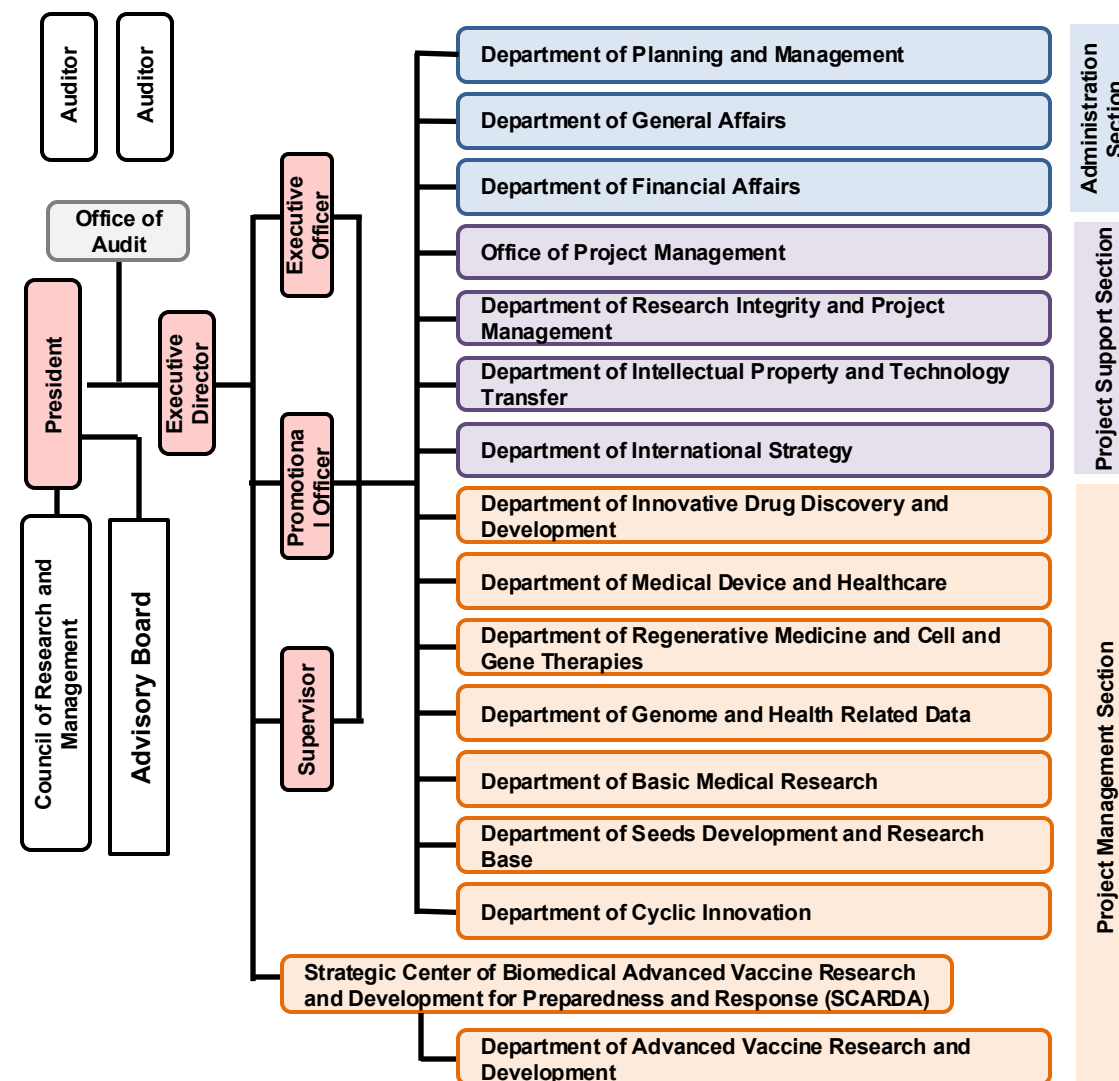 Auditor
Auditor
Office of
Audit
President
Executive
Director
Council of Research and
Management
Advisory Board
Executive
Officer
Promotiona
l Officer
Supervisor
Department of Planning and Management
Department of General Affairs
Department of Financial Affairs
Office of Project Management
Department of Research Integrity and Project
Management
Department of Intellectual Property and Technology
Transfer
Department of International Strategy
Department of Innovative Drug Discovery and
Development
Department of Medical Device and Healthcare
Department of Regenerative Medicine and Cell and
Gene Therapies
Department of Genome and Health Related Data
Department of Basic Medical Research
Department of Seeds Development and Research
Base
Department of Cyclic Innovation
Strategic Center of Biomedical Advanced Vaccine Research
and Development for Preparedness and Response (SCARDA)
Department of Advanced Vaccine Research and
Development
Administration
Section
Project Support Section
Project Management Section